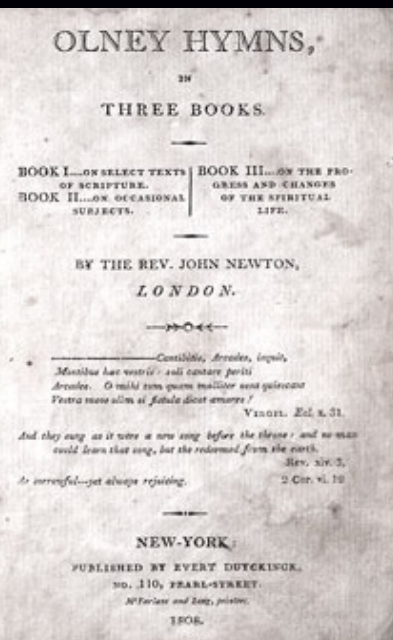 OLNEY HYMNS,
IN
THREE BOOKS.
BOOK I....ON SELECT TEXTS
OF SCRIPTURE.
BOOK II....ON OCCASIONAL
SUBJECTS.
BOOK III....ON THE PRO-
GRESS AND CHANGES
OF THE SPIRITUAL
LIFE.
BY THE REV. JOHN NEWTON,
LONDON.
Cantibitis, Arcades, inquit,
Montibus hæc vestris: soli cantare periti
Arcades. O mihi tum quam molliter ossa quiescant
Vestra meos olim si fistula dicat amores!
VIRGIL. Ecl. x. 31.
And they sung as it were a new song before the throne: and no man
could learn that song, but the redeemed from the earth.
Rev. xiv. 3.
As sorrowful—yet always rejoicing.
2 Cor. vi. 10
NEW-YORK:
PUBLISHED BY EVERT DUYCKINCK,
NO. 110, PEARL-STREET.
M'Farlane and Long, printers.
1808.